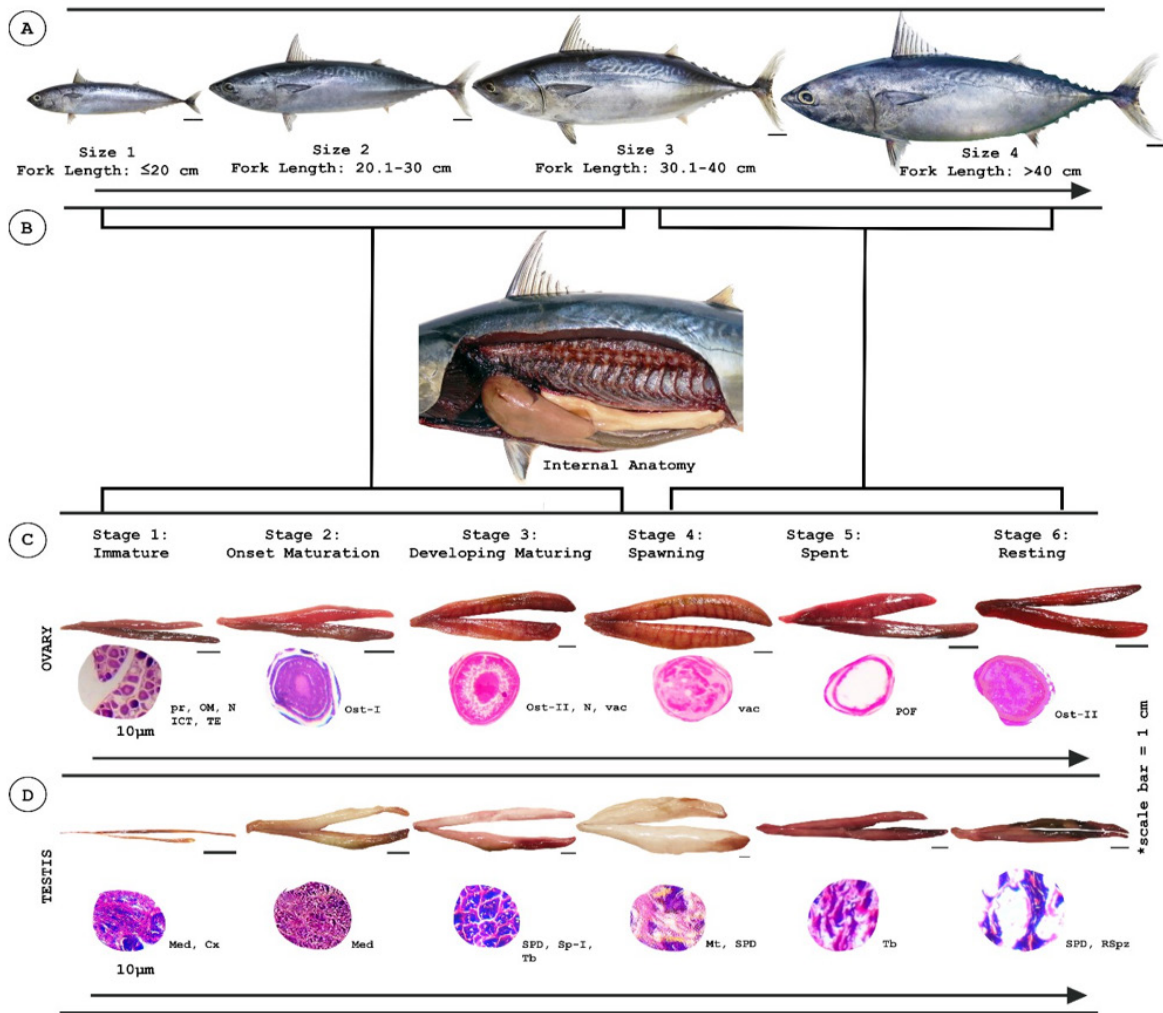 A
Size 1
Fork Length: ≤20 cm
Size 2
Fork Length: 20.1-30 cm
Size 3
Fork Length: 30.1-40 cm
Size 4
Fork Length: >40 cm
B
Internal Anatomy
C
Stage 1:
Immature
Stage 2:
Onset Maturation
Stage 3:
Developing Maturing
Stage 4:
Spawning
Stage 5:
Spent
Stage 6:
Resting
OVARY
pr, OM, N
ICT, TE
10μm
Ost-I
Ost-II, N, vac
vac
POF
Ost-II
*scale bar = 1 cm
D
TESTIS
Med, Cx
10μm
Med
SPD, Sp-I,
Tb
Mt, SPD
Tb
SPD, RSpz